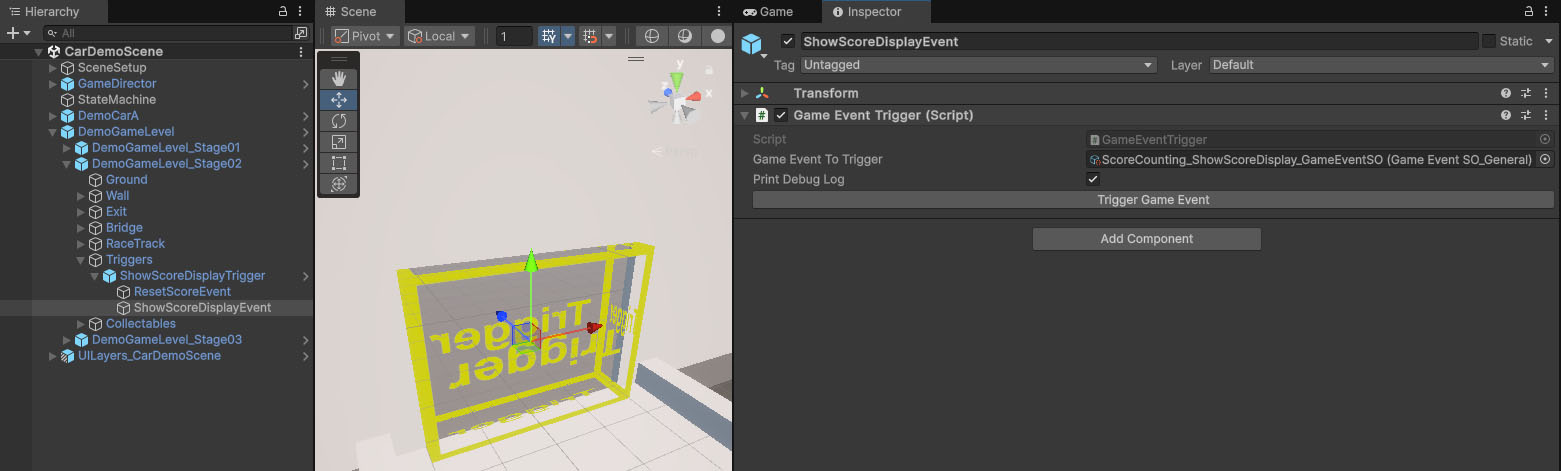 Hierarchy
All
CarDemoScene
SceneSetup
GameDirector
StateMachine
DemoCarA
DemoGameLevel
DemoGameLevel_Stage01
DemoGameLevel_Stage02
Ground
Wall
Exit
Bridge
RaceTrack
Triggers
ShowScoreDisplayTrigger
ResetScoreEvent
ShowScoreDisplayEvent
Collectables
DemoGameLevel_Stage03
UILayers_CarDemoScene
Scene
Pivot
Local
1
y
x
z
Persp
Trigger
Trigger
Trigger
Trigger
Game
Inspector
ShowScoreDisplayEvent
Static
Tag Untagged
Layer Default
Transform
Game Event Trigger (Script)
Script GameEventTrigger
Game Event To Trigger ScoreCounting_ShowScoreDisplay_GameEventSO (Game Event SO_General)
Print Debug Log
Trigger Game Event
Add Component